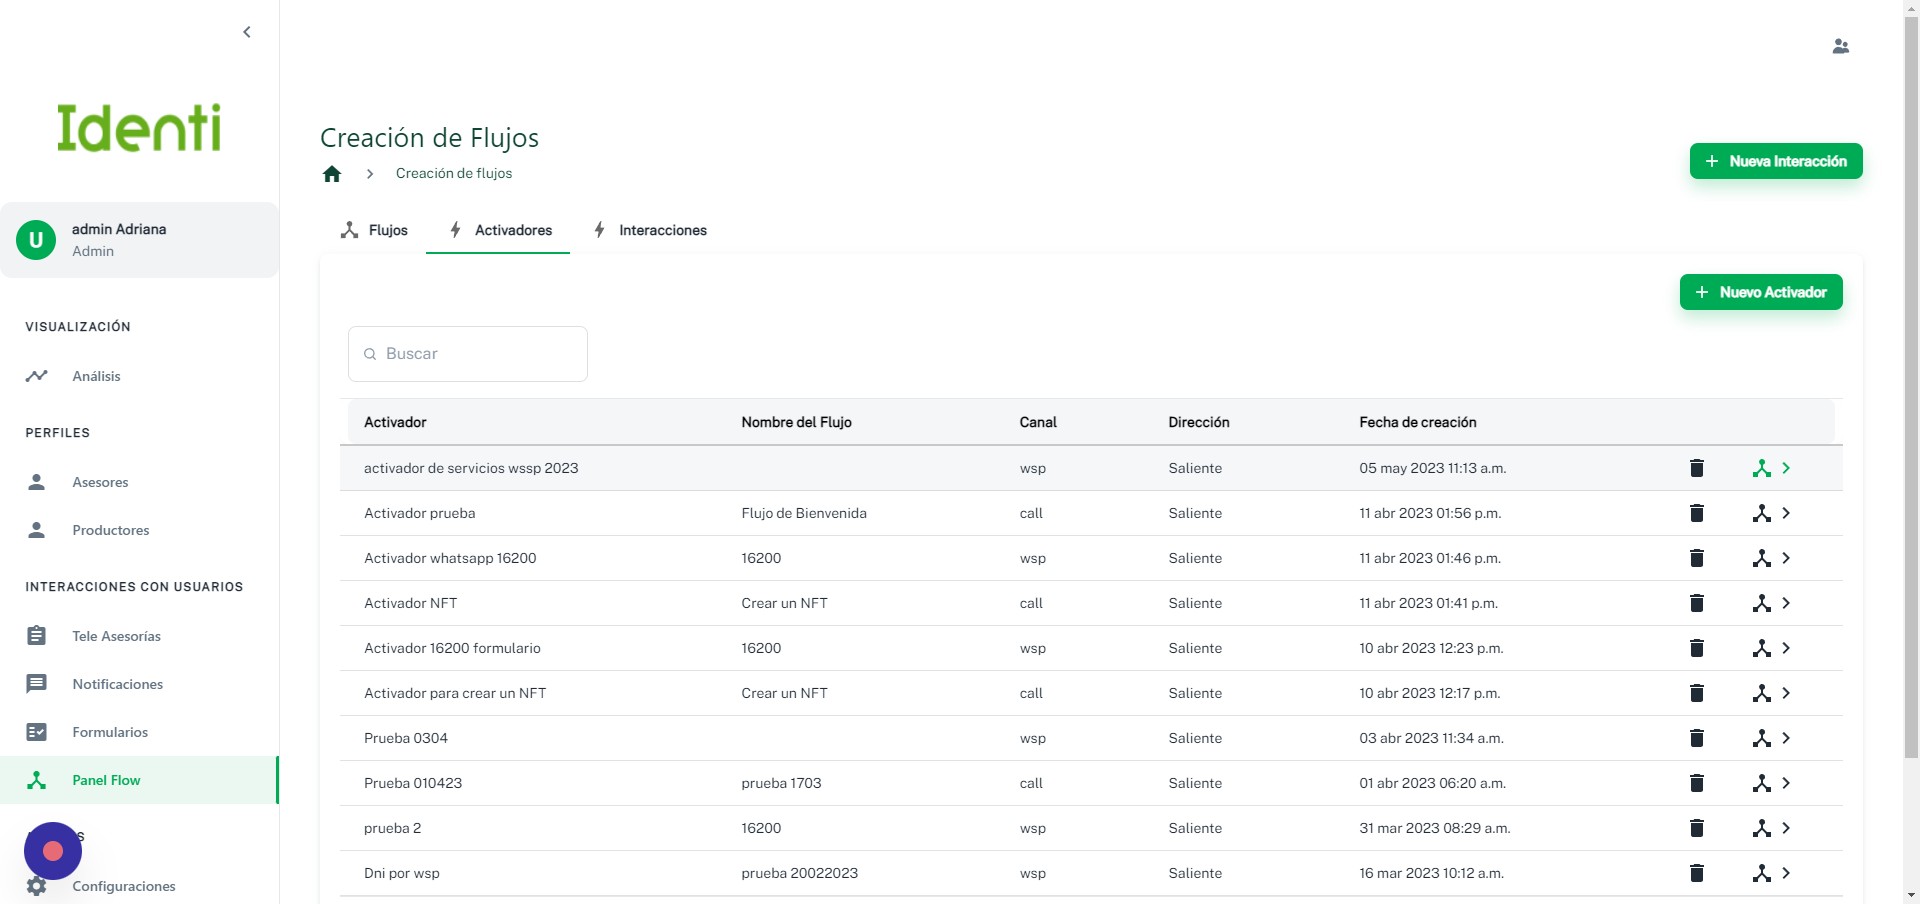 Identi
U
admin Adriana
Admin
VISUALIZACIÓN
Análisis
PERFILES
Asesores
Productores
INTERACCIONES CON USUARIOS
Tele Asesorías
Notificaciones
Formularios
Panel Flow
Configuraciones
Creación de Flujos
Creación de flujos
+ Nueva Interacción
Flujos Activadores Interacciones
+ Nuevo Activador
Buscar
Activador Nombre del Flujo Canal Dirección Fecha de creación
activador de servicios wssp 2023 wsp Saliente 05 may 2023 11:13 a.m.
Activador prueba Flujo de Bienvenida call Saliente 11 abr 2023 01:56 p.m.
Activador whatsapp 16200 16200 wsp Saliente 11 abr 2023 01:46 p.m.
Activador NFT Crear un NFT call Saliente 11 abr 2023 01:41 p.m.
Activador 16200 formulario 16200 wsp Saliente 10 abr 2023 12:23 p.m.
Activador para crear un NFT Crear un NFT call Saliente 10 abr 2023 12:17 p.m.
Prueba 0304 wsp Saliente 03 abr 2023 11:34 a.m.
Prueba 010423 prueba 1703 call Saliente 01 abr 2023 06:20 a.m.
prueba 2 16200 wsp Saliente 31 mar 2023 08:29 a.m.
Dni por wsp prueba 20022023 wsp Saliente 16 mar 2023 10:12 a.m.